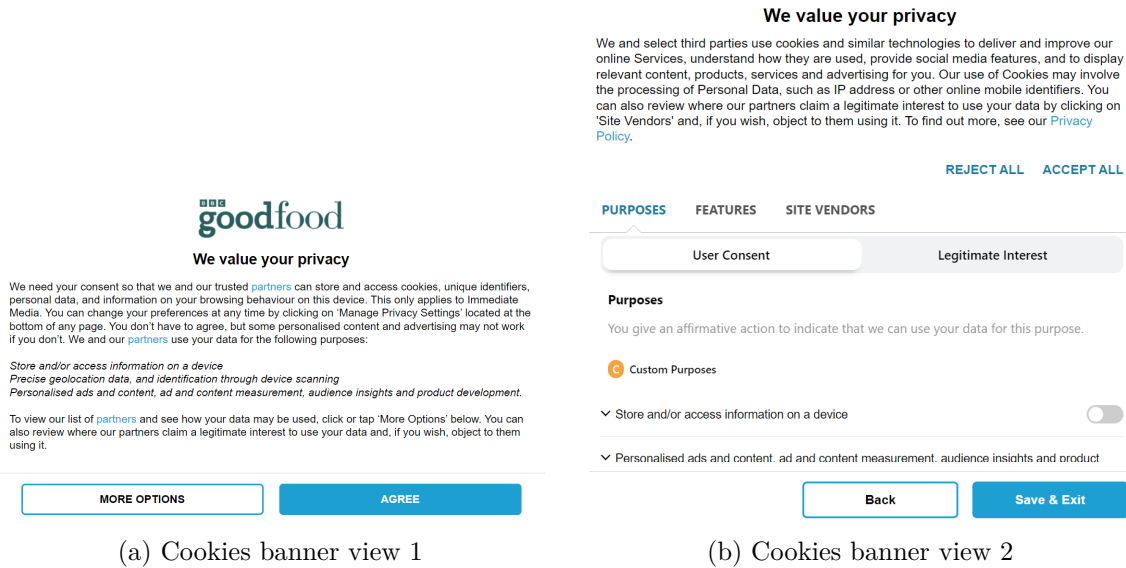 BBC
goodfood
We value your privacy
We need your consent so that we and our trusted partners can store and access cookies, unique identifiers,
personal data, and information on your browsing behaviour on this device. This only applies to Immediate
Media. You can change your preferences at any time by clicking on 'Manage Privacy Settings' located at the
bottom of any page. You don't have to agree, but some personalised content and advertising may not work
if you don't. We and our partners use your data for the following purposes:
Store and/or access information on a device
Precise geolocation data, and identification through device scanning
Personalised ads and content, ad and content measurement, audience insights and product development.
To view our list of partners and see how your data may be used, click or tap 'More Options' below. You can
also review where our partners claim a legitimate interest to use your data and, if you wish, object to them
using it.
MORE OPTIONS
AGREE
(a) Cookies banner view 1
We value your privacy
We and select third parties use cookies and similar technologies to deliver and improve our
online Services, understand how they are used, provide social media features, and to display
relevant content, products, services and advertising for you. Our use of Cookies may involve
the processing of Personal Data, such as IP address or other online mobile identifiers. You
can also review where our partners claim a legitimate interest to use your data by clicking on
'Site Vendors' and, if you wish, object to them using it. To find out more, see our Privacy
Policy.
REJECT ALL ACCEPT ALL
PURPOSES FEATURES SITE VENDORS
User Consent Legitimate Interest
Purposes
You give an affirmative action to indicate that we can use your data for this purpose.
C Custom Purposes
Store and/or access information on a device
Personalised ads and content, ad and content measurement, audience insights and product
Back Save & Exit
(b) Cookies banner view 2